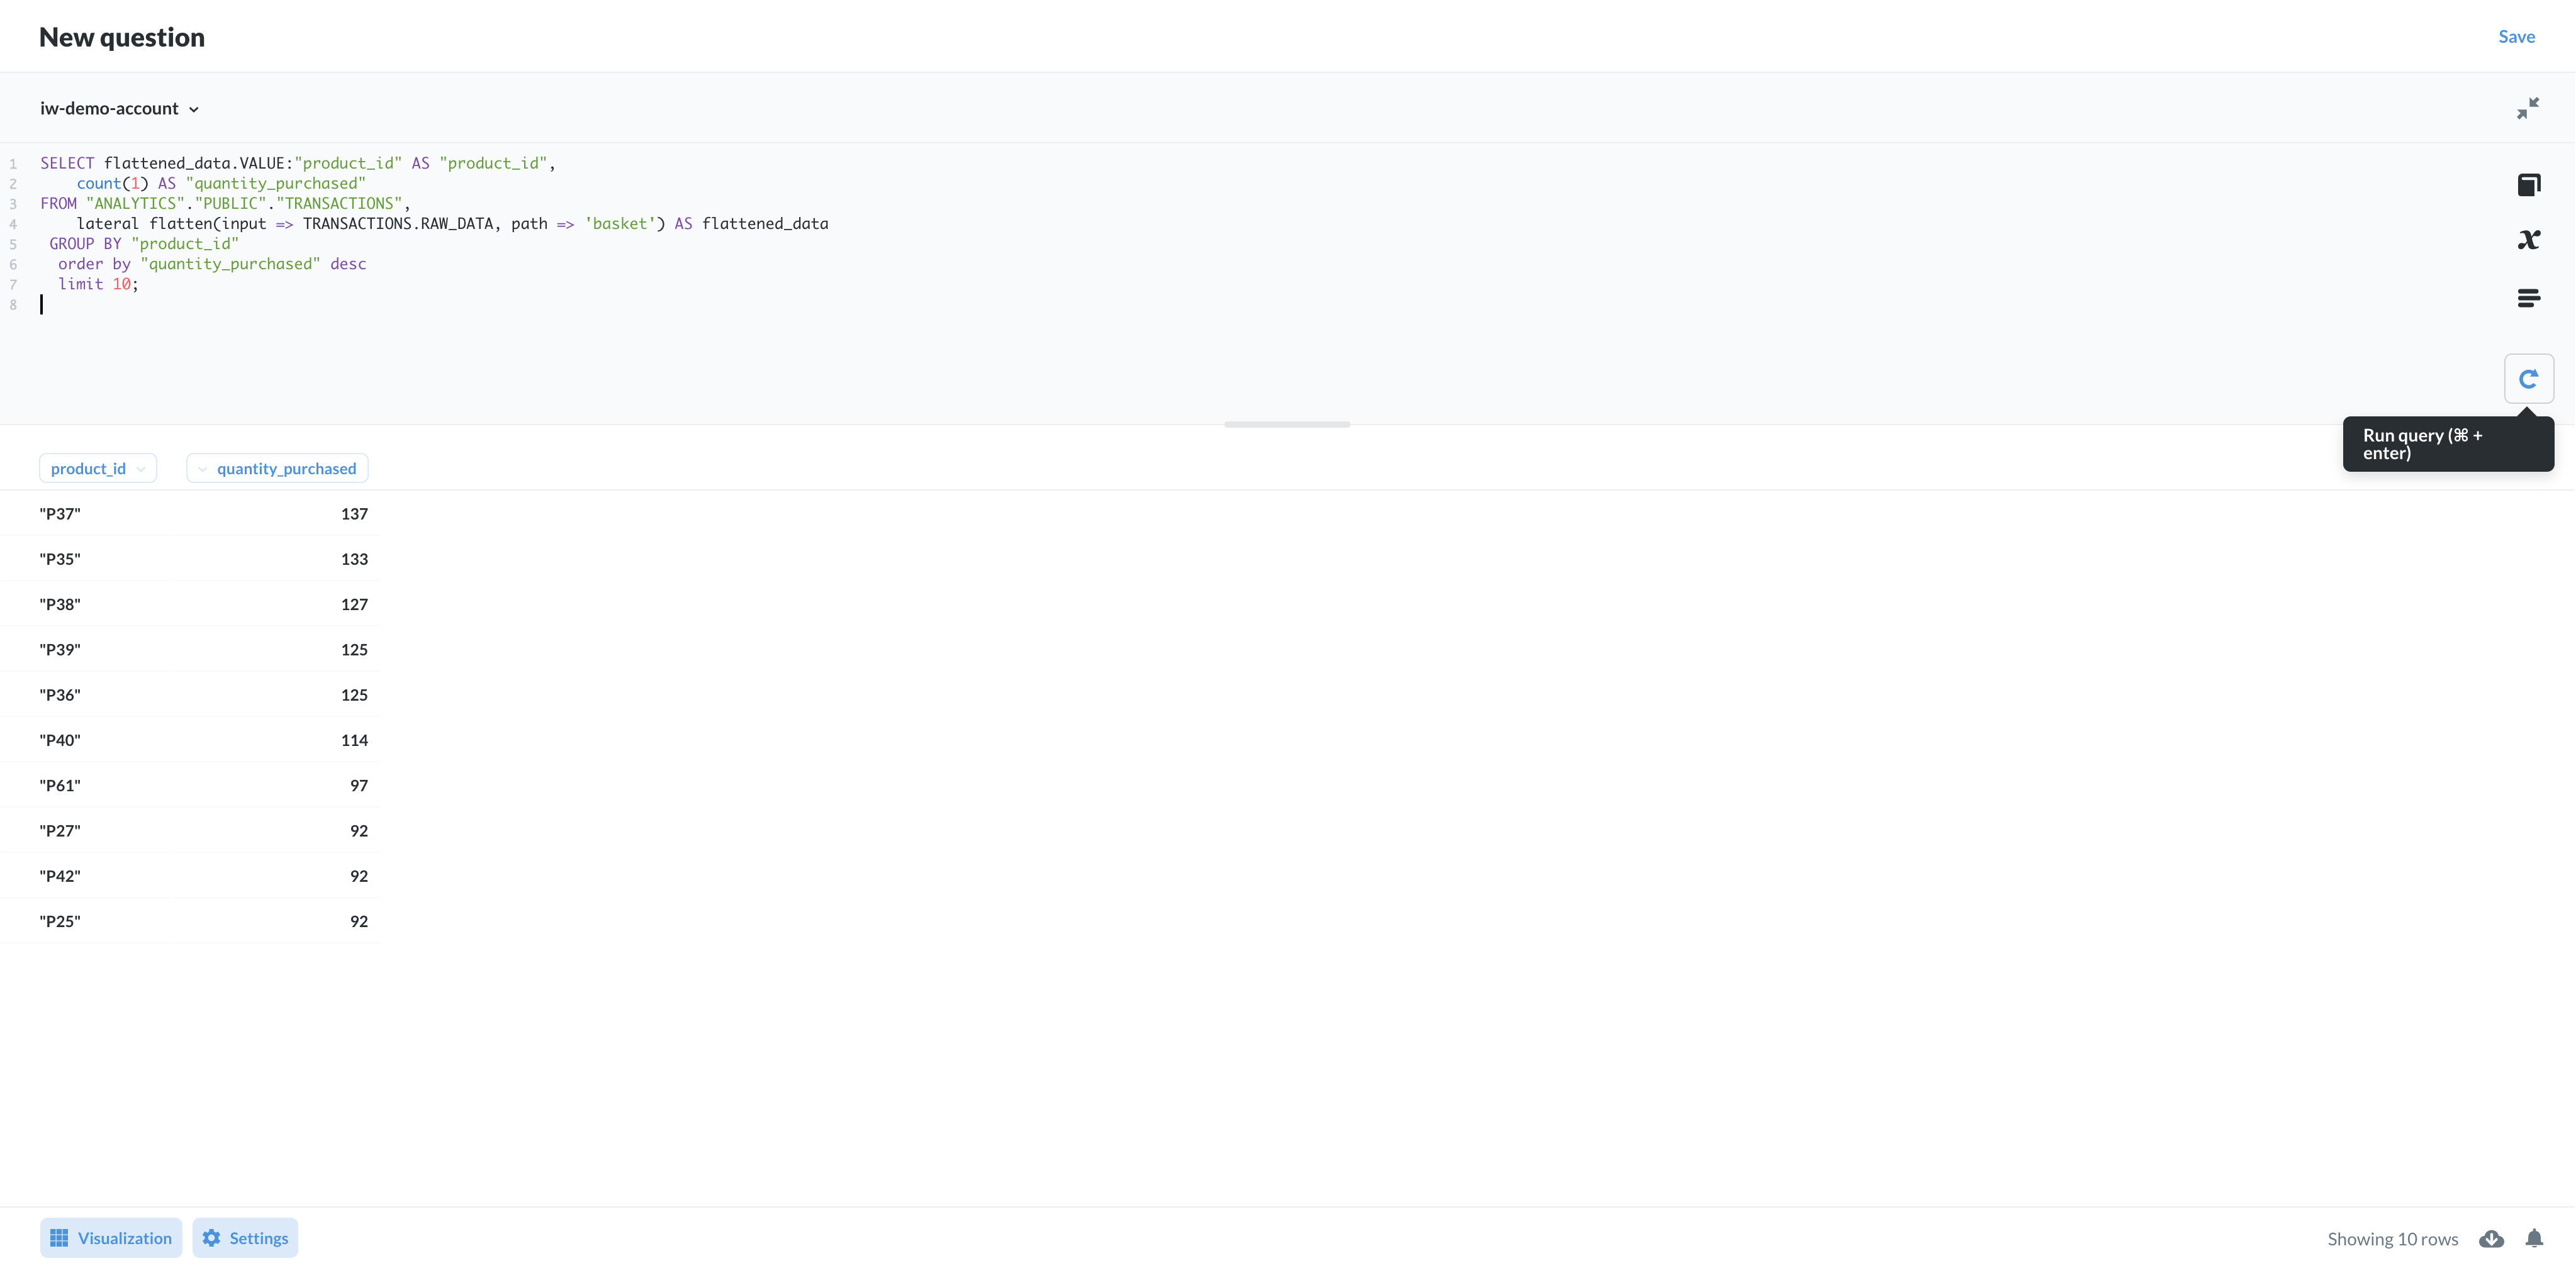 New question
Save
iw-demo-account
1 SELECT flattened_data.VALUE:"product_id" AS "product_id",
2     count(1) AS "quantity_purchased"
3 FROM "ANALYTICS"."PUBLIC"."TRANSACTIONS",
4     lateral flatten(input => TRANSACTIONS.RAW_DATA, path => 'basket') AS flattened_data
5  GROUP BY "product_id"
6   order by "quantity_purchased" desc
7   limit 10;
8
Run query (⌘ +
enter)
product_id quantity_purchased
"P37" 137
"P35" 133
"P38" 127
"P39" 125
"P36" 125
"P40" 114
"P61" 97
"P27" 92
"P42" 92
"P25" 92
Visualization Settings Showing 10 rows